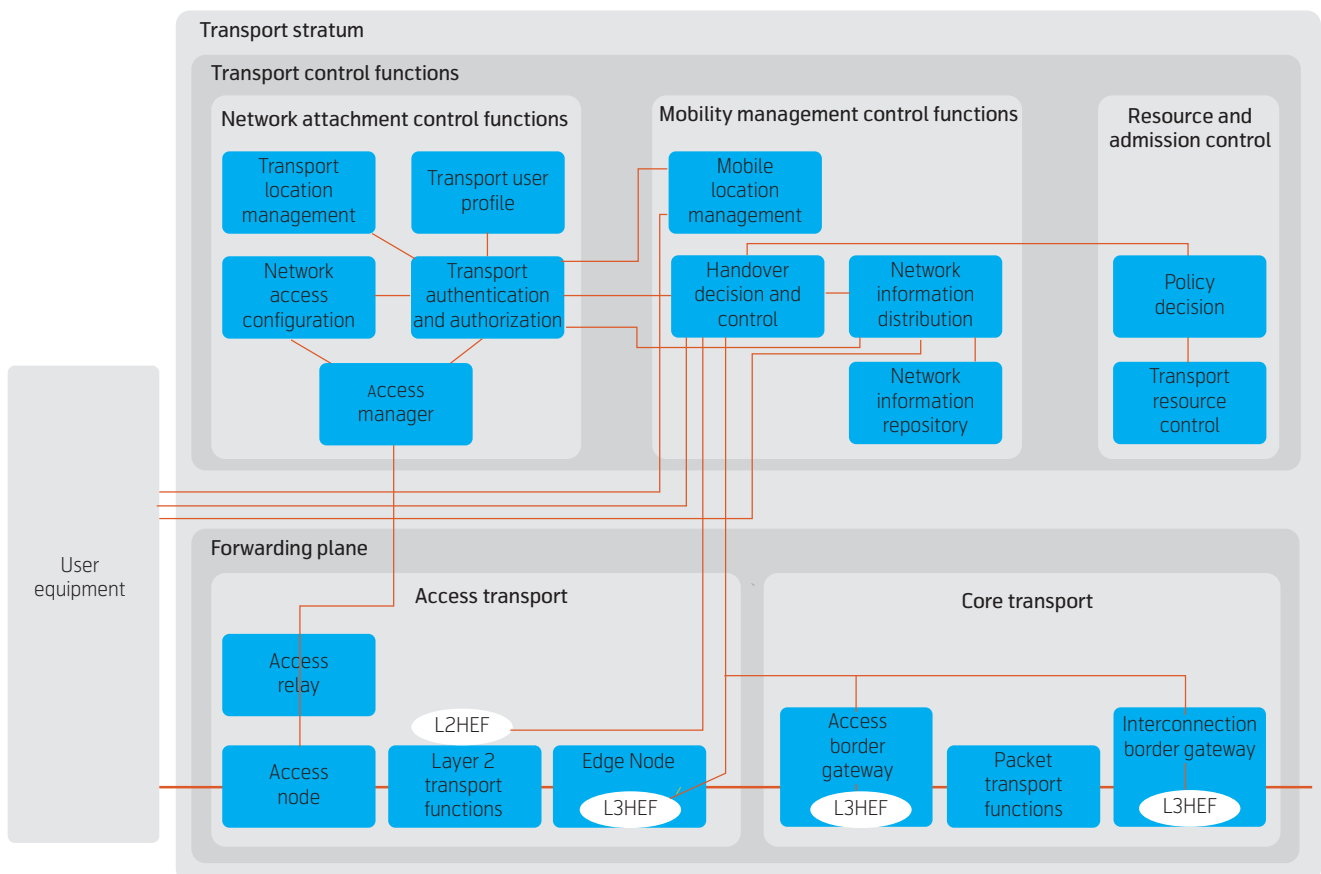 Transport stratum
Transport control functions
Network attachment control functions
Transport
location
management
Transport user
profile
Network
access
configuration
Transport
authentication
and authorization
Access
manager
Mobility management control functions
Mobile
location
management
Handover
decision and
control
Network
information
distribution
Network
information
repository
Resource and
admission control
Policy
decision
Transport
resource
control
User
equipment
Forwarding plane
Access transport
Access
relay
Access
node
L2HEF
Layer 2
transport
functions
Edge Node
L3HEF
Core transport
Access
border
gateway
L3HEF
Packet
transport
functions
Interconnection
border gateway
L3HEF